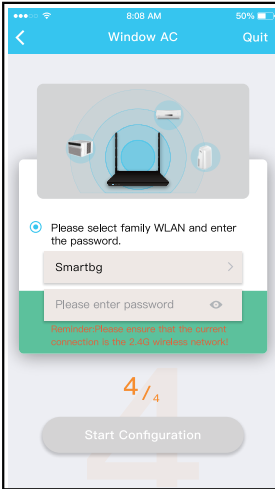 8:08 AM 50%
Window AC Quit
Please select family WLAN and enter
the password.
Smartbg
Please enter password
Reminder:Please ensure that the current
connection is the 2.4G wireless network!
4/4
4
Start Configuration